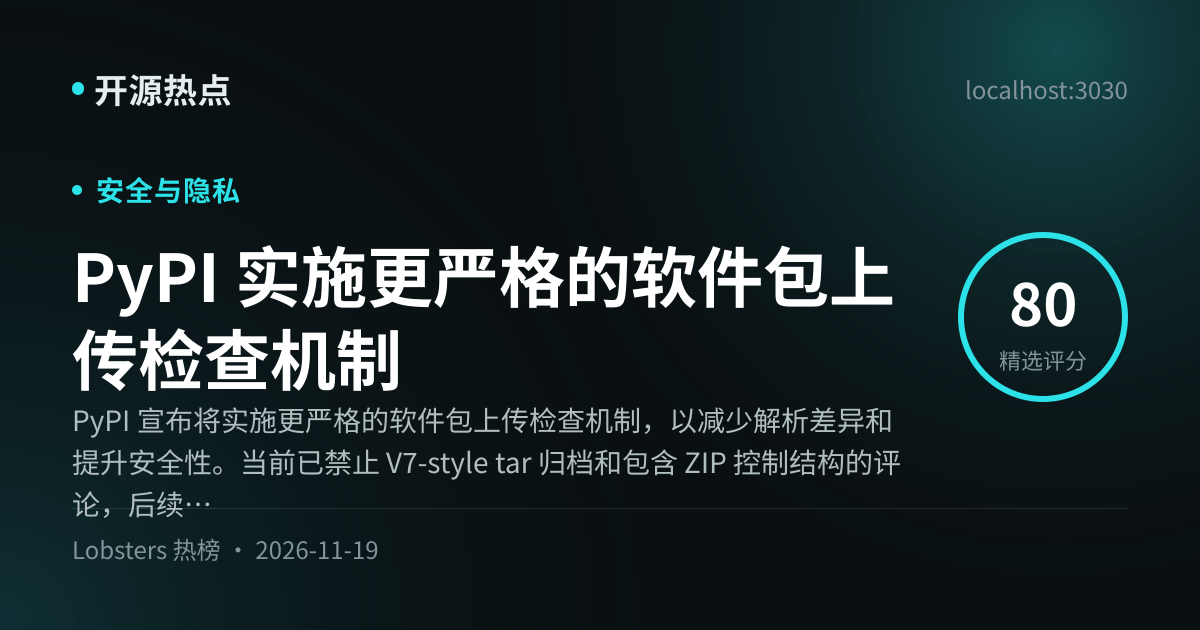 开源热点
localhost:3030
安全与隐私
PyPI 实施更严格的软件包上
传检查机制
80
精选评分
PyPI 宣布将实施更严格的软件包上传检查机制，以减少解析差异和
提升安全性。当前已禁止 V7-style tar 归档和包含 ZIP 控制结构的评
论，后续…
Lobsters 热榜 • 2026-11-19